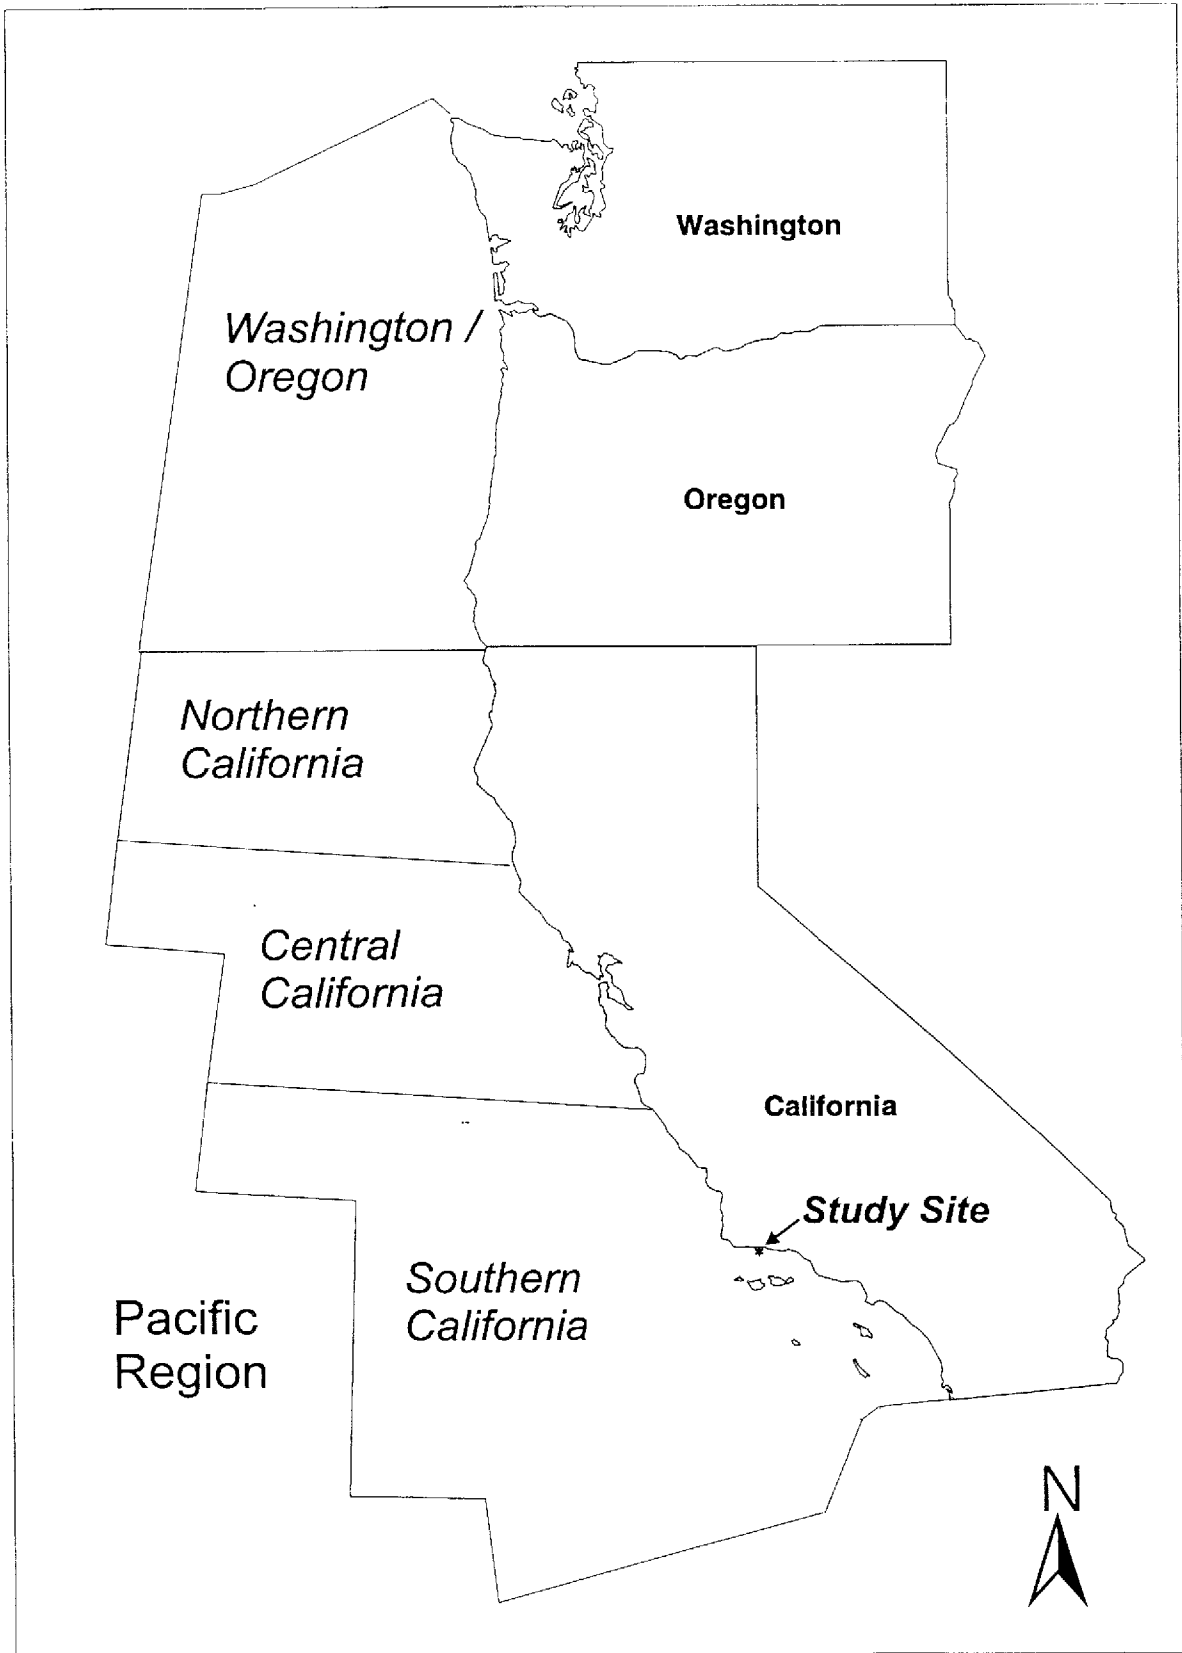 Washington
Washington /
Oregon
Oregon
Northern
California
Central
California
California
Study Site
Southern
California
Pacific
Region
N